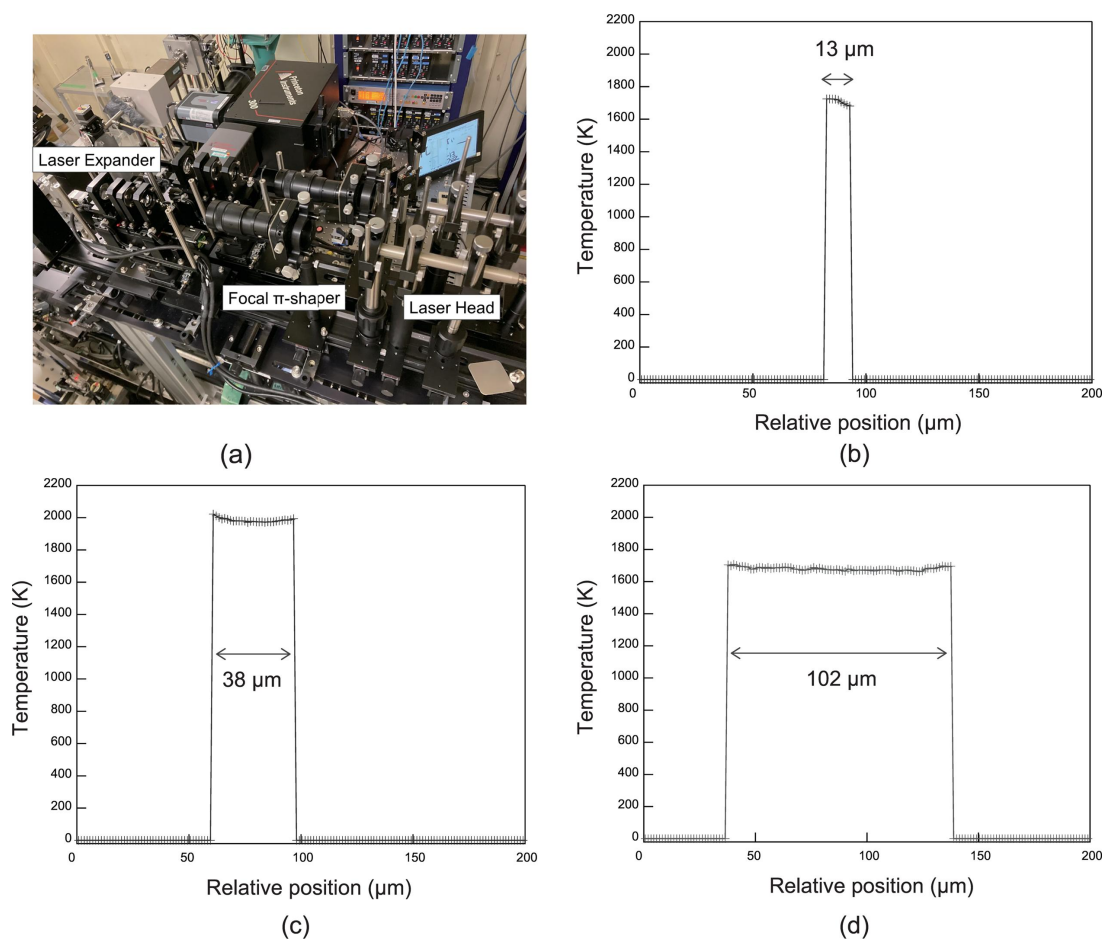 Laser Expander
Focal π-shaper
Laser Head
Princeton
Instruments
300
(a)
2200
2000
1800
1600
1400
1200
1000
800
600
400
200
0
Temperature (K)
13 µm
0
50
100
150
200
Relative position (µm)
(b)
2200
2000
1800
1600
1400
1200
1000
800
600
400
200
0
Temperature (K)
38 µm
0
50
100
150
200
Relative position (µm)
(c)
2200
2000
1800
1600
1400
1200
1000
800
600
400
200
0
Temperature (K)
102 µm
0
50
100
150
200
Relative position (µm)
(d)